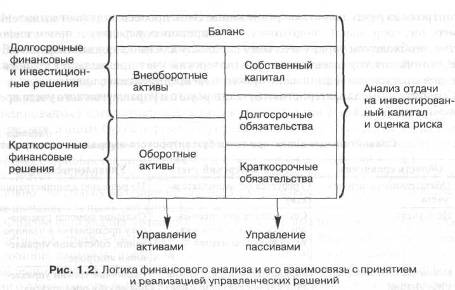 Баланс
Долгосрочные
финансовые
и инвестицион-
ные решения
Краткосрочные
финансовые
решения
Внеоборотные
активы
Оборотные
активы
Собственный
капитал
Долгосрочные
обязательства
Краткосрочные
обязательства
Анализ отдачи
на инвестирован-
ный капитал
и оценка риска
Управление
активами
Управление
пассивами
Рис. 1.2. Логика финансового анализа и его взаимосвязь с принятием
и реализацией управленческих решений